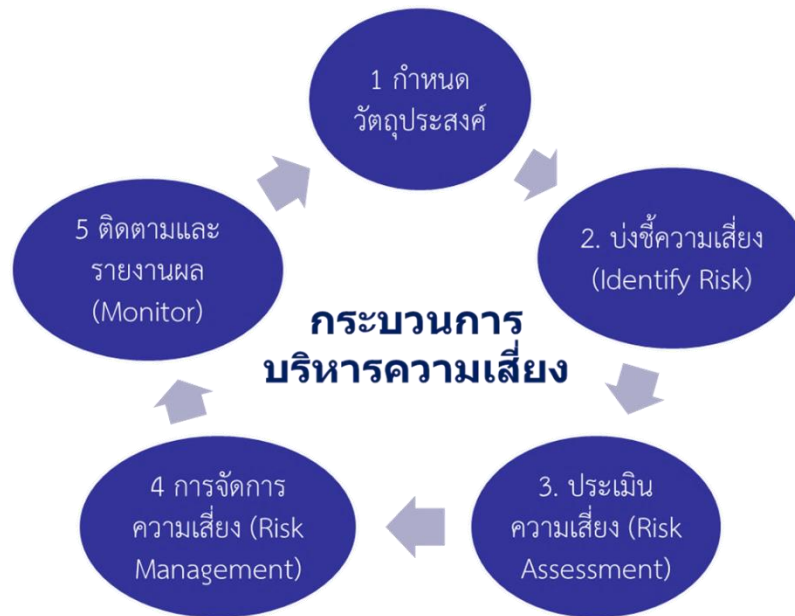 1 กำหนด
วัตถุประสงค์
2. บ่งชี้ความเสี่ยง
(Identify Risk)
3. ประเมิน
ความเสี่ยง (Risk
Assessment)
4 การจัดการ
ความเสี่ยง (Risk
Management)
5 ติดตามและ
รายงานผล
(Monitor)
กระบวนการ
บริหารความเสี่ยง